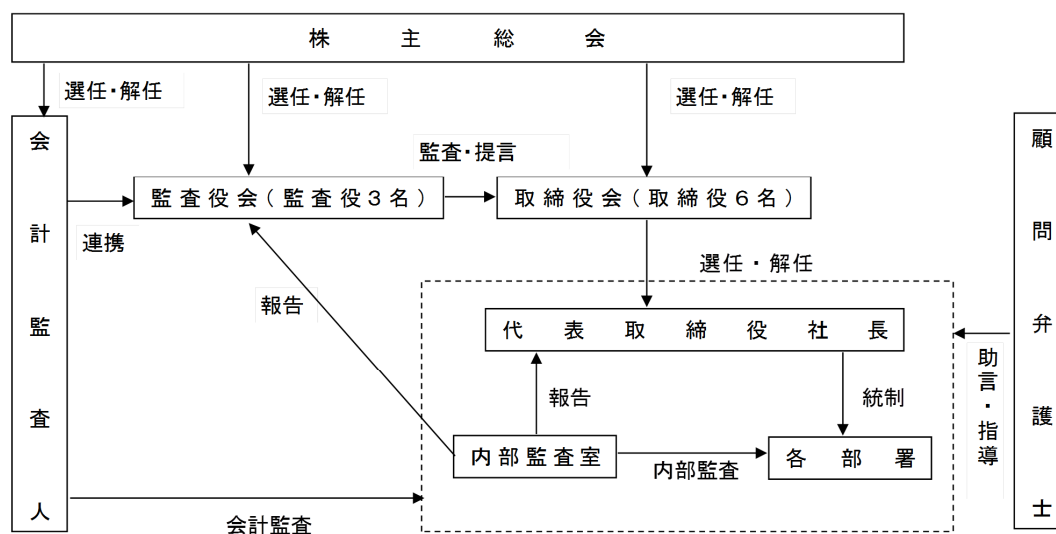 株主総会
選任・解任
選任・解任
選任・解任
会計監査人
顧問弁護士
監査・提言
監査役会(監査役3名)
取締役会(取締役6名)
連携
選任・解任
報告
代表取締役社長
助言・指導
報告
統制
内部監査室
内部監査
各部署
会計監査